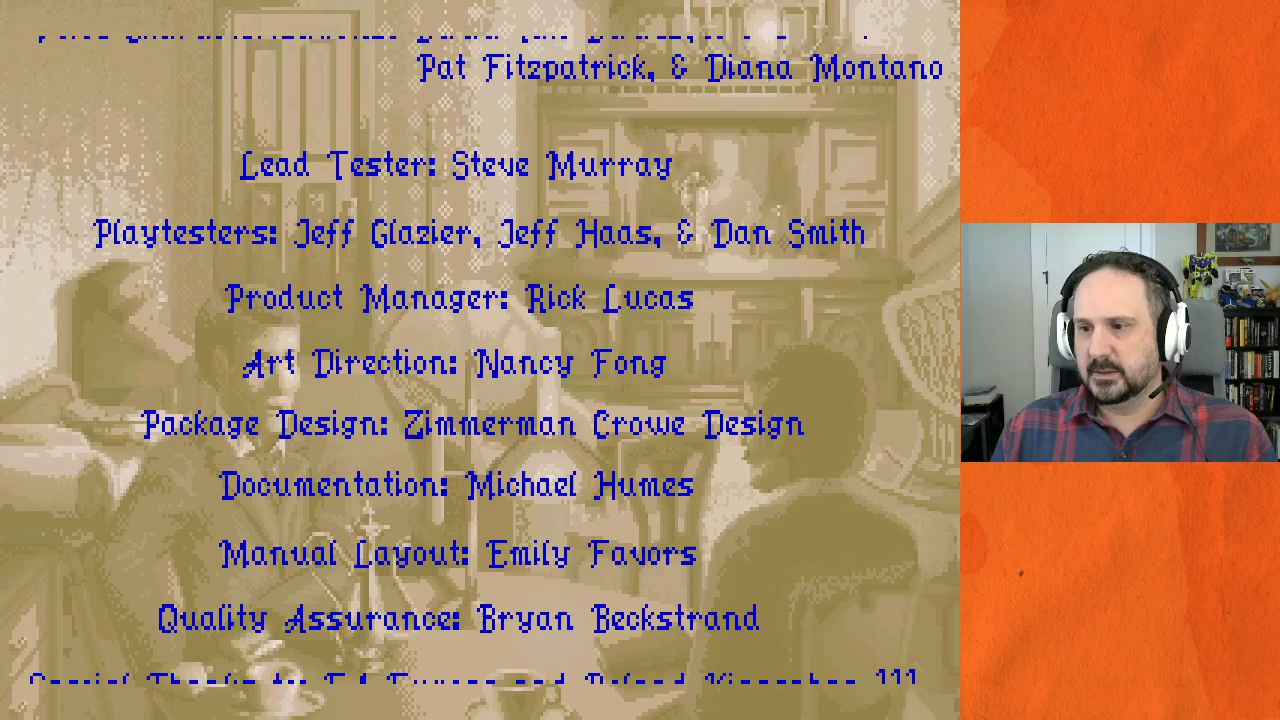 Pat Fitzpatrick, & Diana Montano
Lead Tester: Steve Murray
Playtesters: Jeff Glazier, Jeff Haas, & Dan Smith
Product Manager: Rick Lucas
Art Direction: Nancy Fong
Package Design: Zimmerman Crowe Design
Documentation: Michael Humes
Manual Layout: Emily Favors
Quality Assurance: Bryan Beckstrand